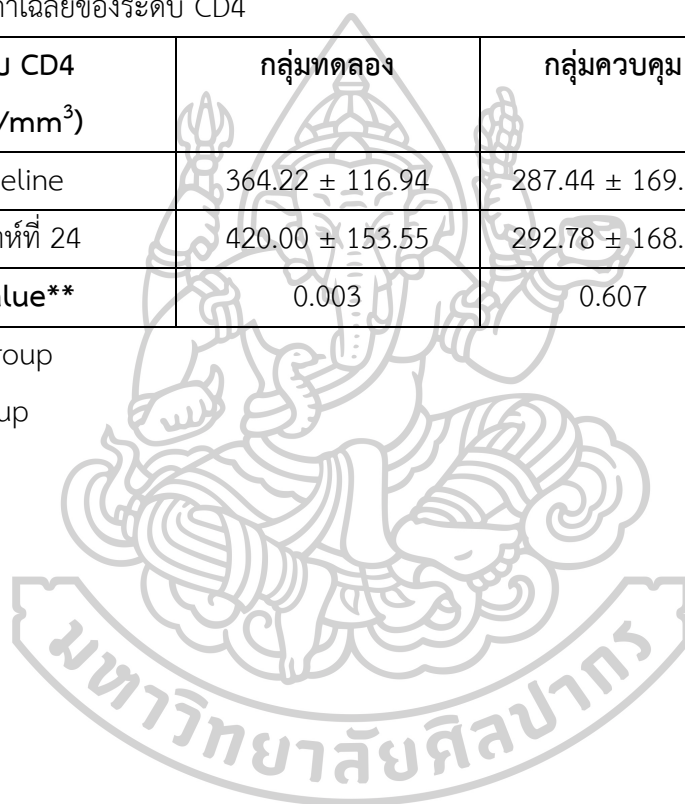 ค่าเฉลี่ยของระดับ CD4
CD4 กลุ่มทดลอง กลุ่มควบคุม
/mm³)
eline 364.22 ± 116.94 287.44 ± 169.
ห์ที่ 24 420.00 ± 153.55 292.78 ± 168.
alue** 0.003 0.607
roup
up
มหาวิทยาลัยศิลปากร